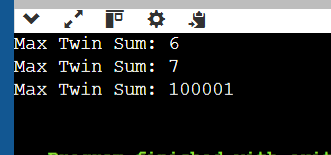 Max Twin Sum: 6
Max Twin Sum: 7
Max Twin Sum: 100001